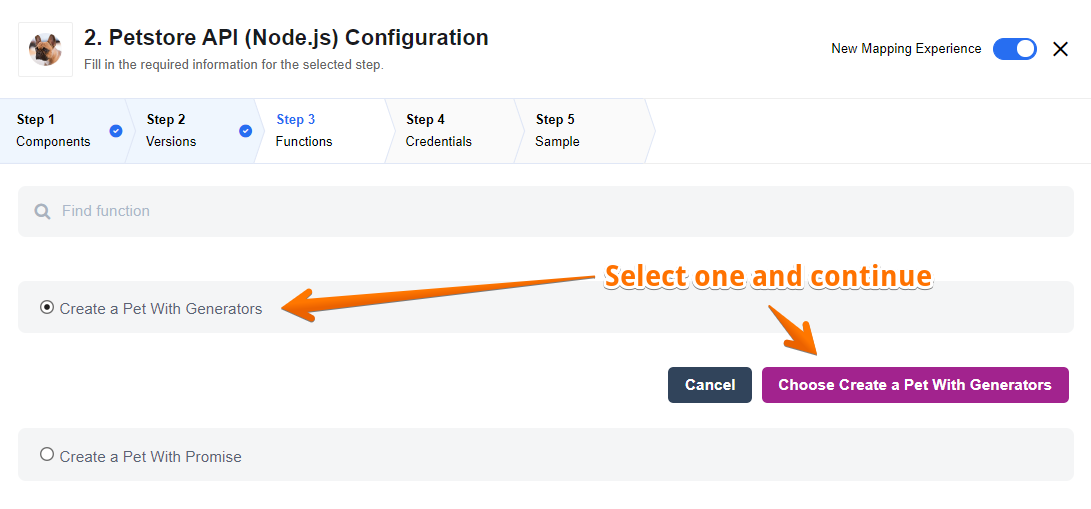 2. Petstore API (Node.js) Configuration
Fill in the required information for the selected step.
New Mapping Experience
Step 1
Components
Step 2
Versions
Step 3
Functions
Step 4
Credentials
Step 5
Sample
Find function
Select one and continue
Create a Pet With Generators
Cancel
Choose Create a Pet With Generators
Create a Pet With Promise